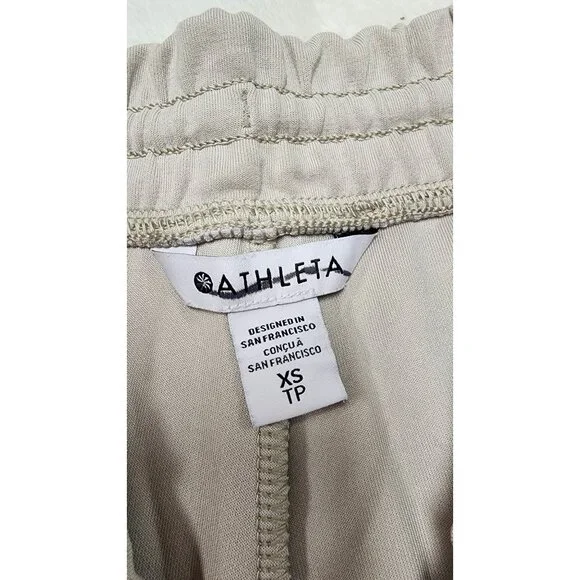 ATHLETA
DESIGNED IN
SAN FRANCISCO
CONÇU À
SAN FRANCISCO
XS
TP